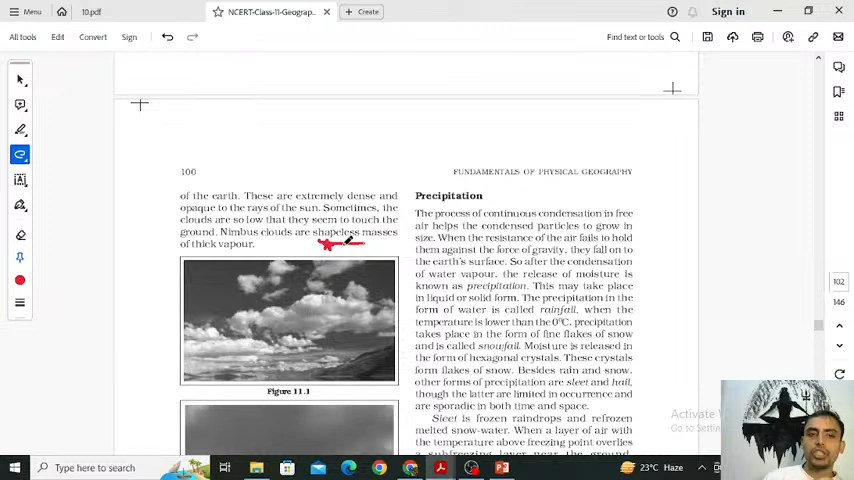 Menu
10.pdf
NCERT-Class-11-Geograp...
Create
Sign in
All tools
Edit
Convert
Sign
Find text or tools
100
FUNDAMENTALS OF PHYSICAL GEOGRAPHY
of the earth. These are extremely dense and
opaque to the rays of the sun. Sometimes, the
clouds are so low that they seem to touch the
ground. Nimbus clouds are shapeless masses
of thick vapour.
Figure 11.1
Precipitation
The process of continuous condensation in free
air helps the condensed particles to grow in
size. When the resistance of the air fails to hold
them against the force of gravity, they fall on to
the earth's surface. So after the condensation
of water vapour, the release of moisture is
known as precipitation. This may take place
in liquid or solid form. The precipitation in the
form of water is called rainfall, when the
temperature is lower than the 0°C, precipitation
takes place in the form of fine flakes of snow
and is called snowfall. Moisture is released in
the form of hexagonal crystals. These crystals
form flakes of snow. Besides rain and snow,
other forms of precipitation are sleet and hail,
though the latter are limited in occurrence and
are sporadic in both time and space.
Sleet is frozen raindrops and refrozen
melted snow-water. When a layer of air with
the temperature above freezing point overlies
a subfreezing layer near the ground,
102
146
Activate
Go to Setting
Type here to search
23°C Haze